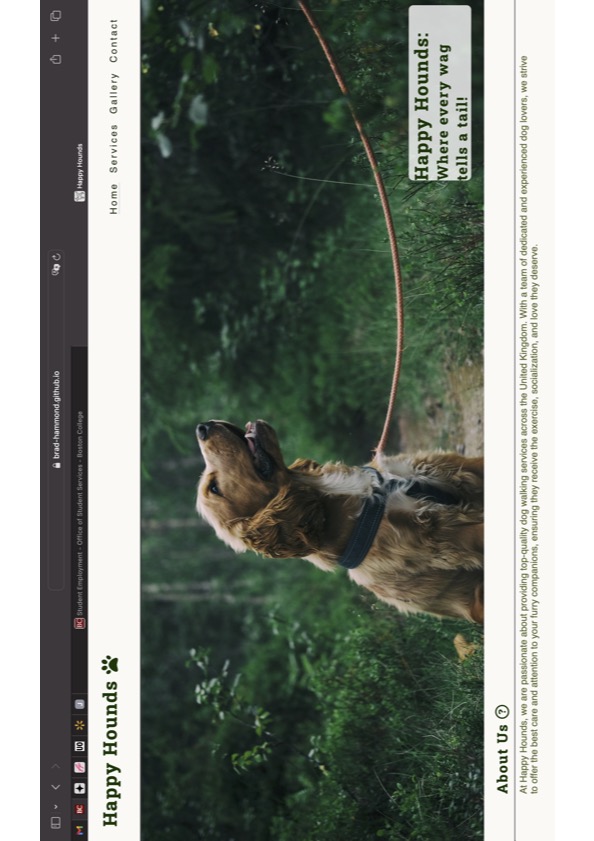 brad-hammond.github.io
BC UO BC Student Employment - Office of Student Services - Boston College Happy Hounds
Happy Hounds
Home Services Gallery Contact
Happy Hounds:
Where every wag
tells a tail!
About Us ?
At Happy Hounds, we are passionate about providing top-quality dog walking services across the United Kingdom. With a team of dedicated and experienced dog lovers, we strive
to offer the best care and attention to your furry companions, ensuring they receive the exercise, socialization, and love they deserve.